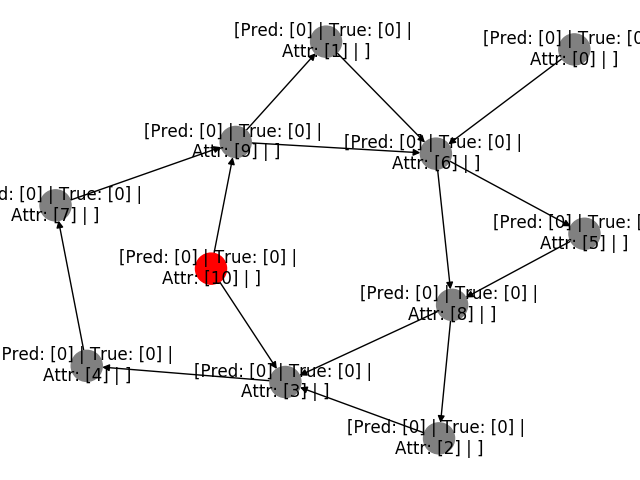 [Pred: [0] | True: [0] |
Attr: [1] | ]
[Pred: [0] | True: [0
Attr: [0] | ]
[Pred: [0] | True: [0] |
Attr: [9] | ]
[Pred: [0] | True: [0] |
Attr: [6] | ]
d: [0] | True: [0] |
Attr: [7] | ]
[Pred: [0] | True: [
Attr: [5] | ]
[Pred: [0] | True: [0] |
Attr: [10] | ]
[Pred: [0] | True: [0] |
Attr: [8] | ]
Pred: [0] | True: [0] |
Attr: [4] | ]
[Pred: [0] | True: [0] |
Attr: [3] | ]
[Pred: [0] | True: [0] |
Attr: [2] | ]